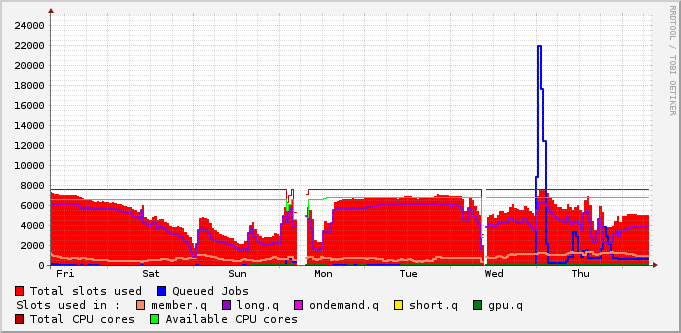 RRDTOOL / TOBI OETIKER
24000
22000
20000
18000
16000
14000
12000
10000
8000
6000
4000
2000
0
Fri Sat Sun Mon Tue Wed Thu
Total slots used Queued Jobs
Slots used in : member.q long.q ondemand.q short.q gpu.q
Total CPU cores Available CPU cores